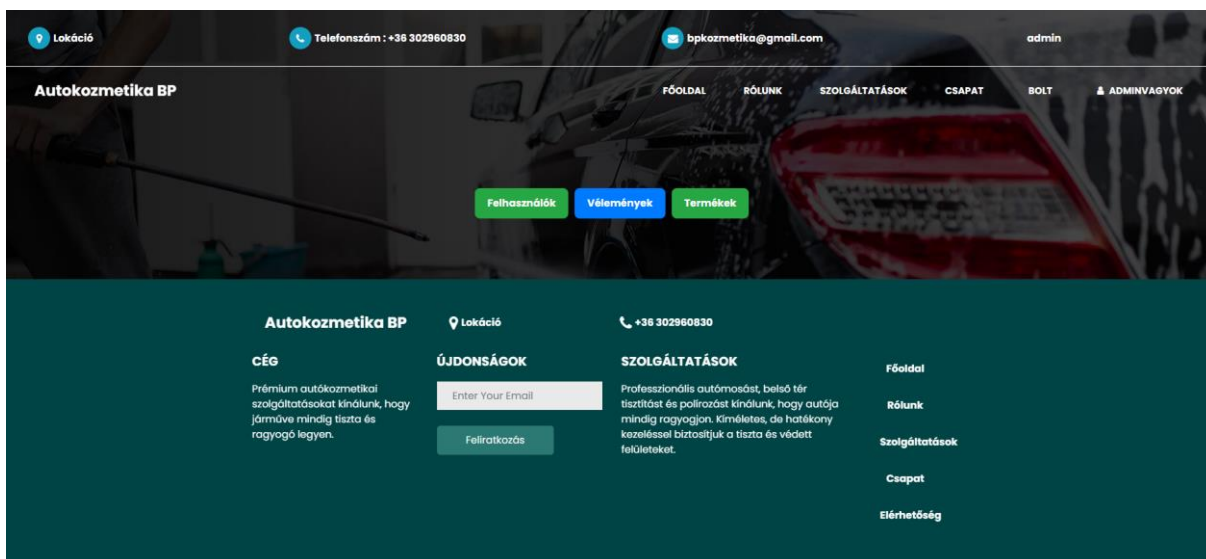 Lokáció
Telefonszám : +36 302960830
bpkozmetika@gmail.com
admin
Autokozmetika BP
FŐOLDAL
RÓLUNK
SZOLGÁLTATÁSOK
CSAPAT
BOLT
ADMINVAGYOK
Felhasználók
Vélemények
Termékek
Autokozmetika BP
Lokáció
+36 302960830
CÉG
Prémium autókozmetikai
szolgáltatásokat kínálunk, hogy
járműve mindig tiszta és
ragyogó legyen.
ÚJDONSÁGOK
Enter Your Email
Feliratkozás
SZOLGÁLTATÁSOK
Professzionális autómosást, belső tér
tisztítást és polírozást kínálunk, hogy autója
mindig ragyogjon. Kíméletes, de hatékony
kezeléssel biztosítjuk a tiszta és védett
felületeket.
Főoldal
Rólunk
Szolgáltatások
Csapat
Elérhetőség